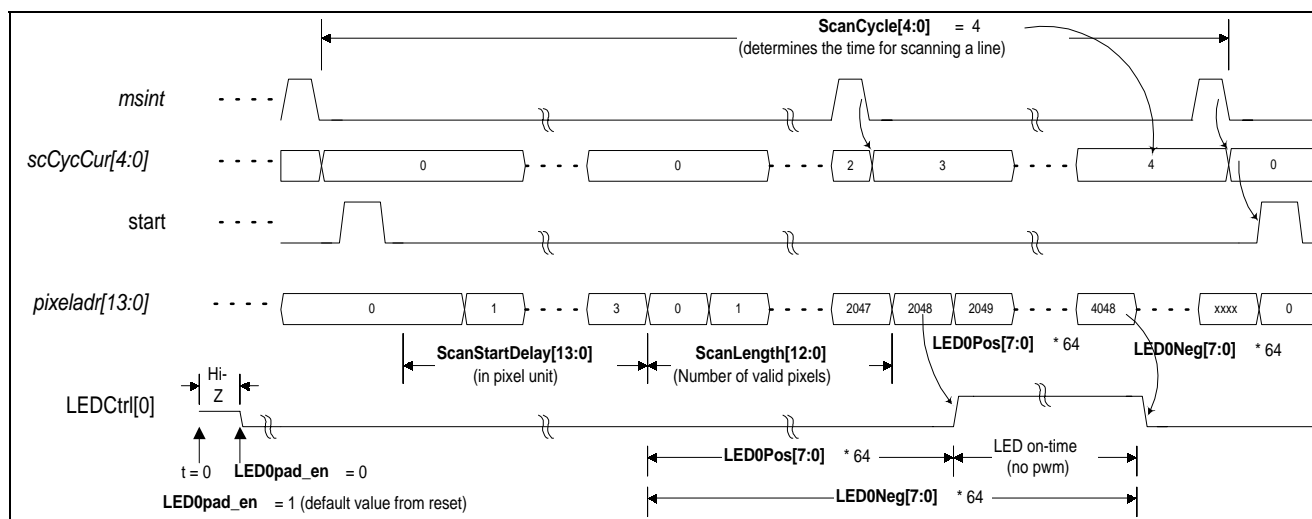 ScanCycle[4:0] = 4
(determines the time for scanning a line)
msint
scCycCur[4:0] 0 0 2 3 4 0
start
pixeladr[13:0] 0 1 3 0 1 2047 2048 2049 4048 xxxx 0
ScanStartDelay[13:0] ScanLength[12:0] LED0Pos[7:0] * 64 LED0Neg[7:0] * 64
(in pixel unit) (Number of valid pixels)
Hi-
Z
LEDCtrl[0]
LED0Pos[7:0] * 64 LED on-time
(no pwm)
t = 0 LED0pad_en = 0
LED0Neg[7:0] * 64
LED0pad_en = 1 (default value from reset)